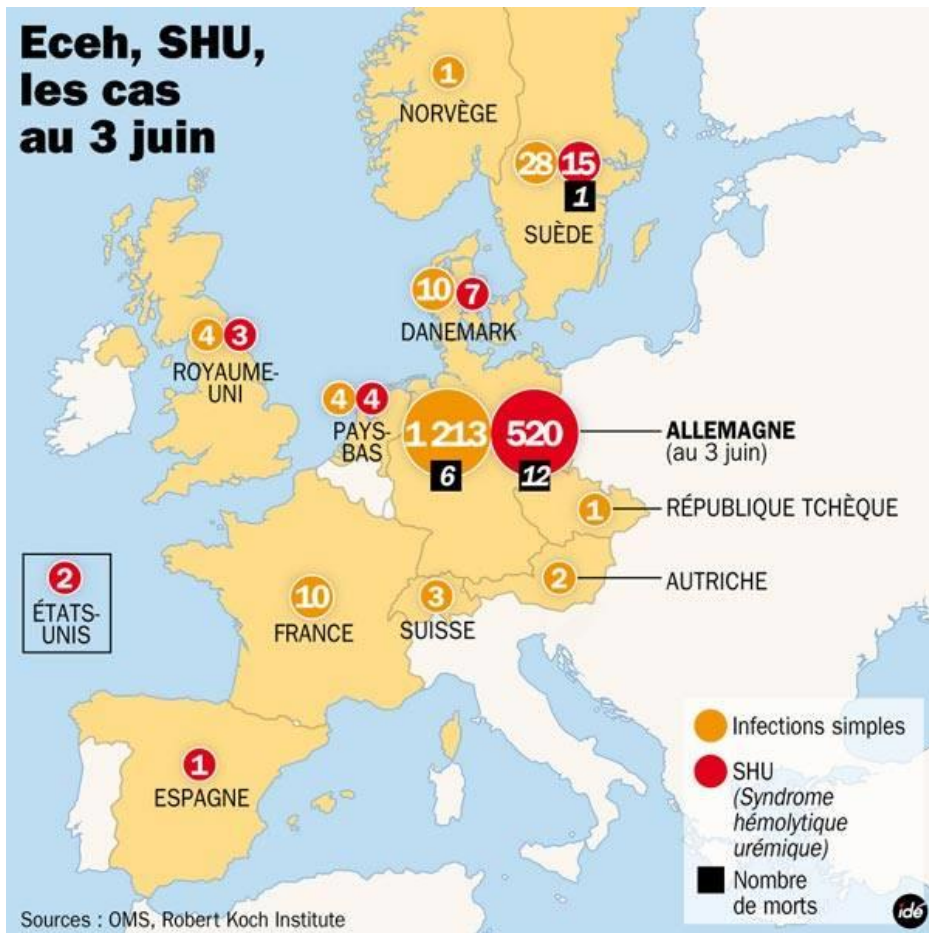 Eceh, SHU,
les cas
au 3 juin
1
NORVÈGE
28 15
1
SUÈDE
10 7
DANEMARK
4 3
ROYAUME-
UNI
4 4
PAYS-
BAS
1 213 520
6 12
ALLEMAGNE
(au 3 juin)
1
RÉPUBLIQUE TCHÈQUE
2
AUTRICHE
2
ÉTATS-
UNIS
10
FRANCE
3
SUISSE
1
ESPAGNE
Infections simples
SHU
(Syndrome
hémolytique
urémique)
Nombre
de morts
Sources : OMS, Robert Koch Institute
idé